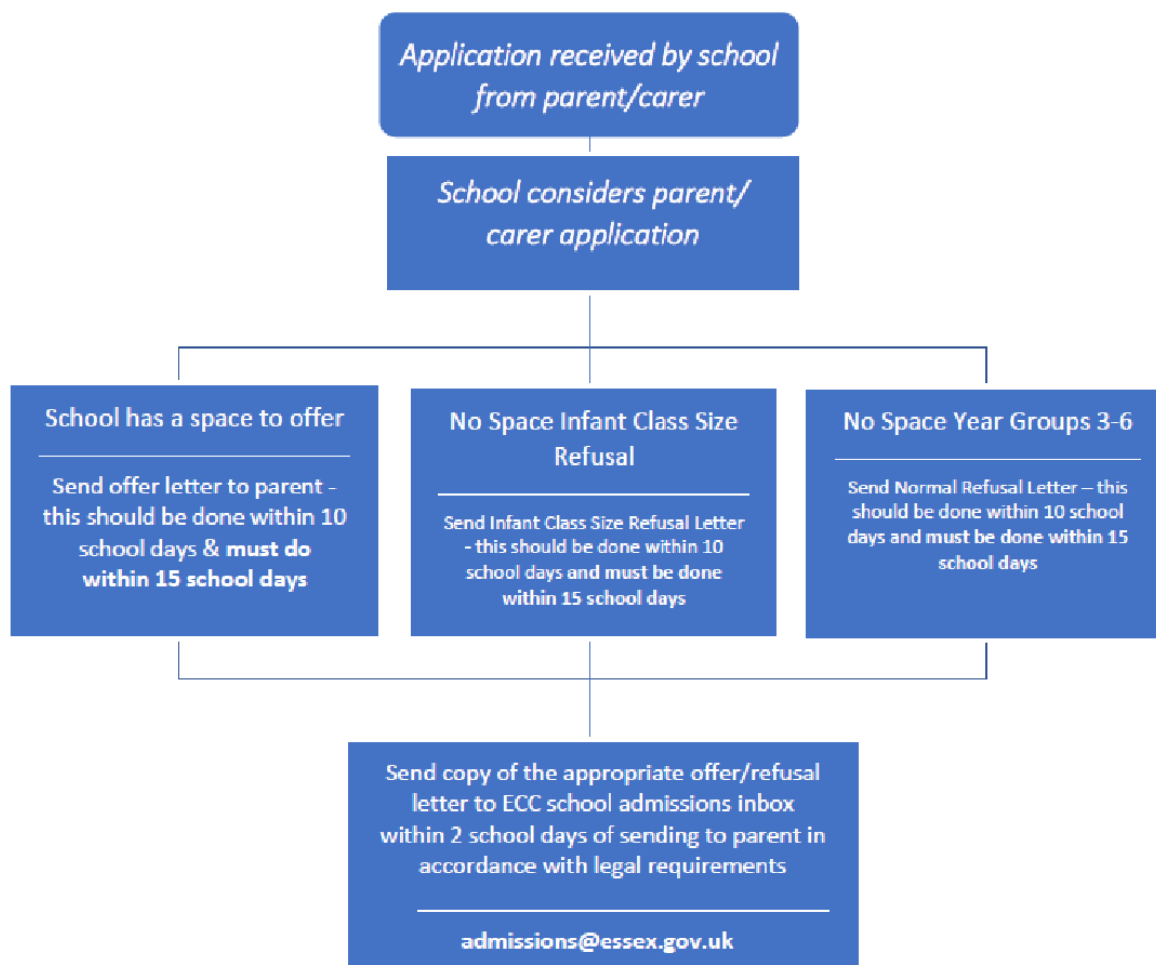 Application received by school
from parent/carer
School considers parent/
carer application
School has a space to offer
Send offer letter to parent -
this should be done within 10
school days & must do
within 15 school days
No Space Infant Class Size
Refusal
Send Infant Class Size Refusal Letter
- this should be done within 10
school days and must be done
within 15 school days
No Space Year Groups 3-6
Send Normal Refusal Letter – this
should be done within 10 school
days and must be done within 15
school days
Send copy of the appropriate offer/refusal
letter to ECC school admissions inbox
within 2 school days of sending to parent in
accordance with legal requirements
admissions@essex.gov.uk